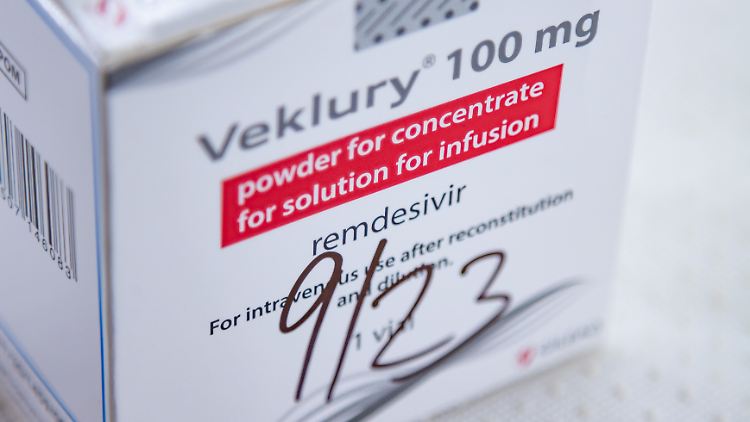 POM
Veklury® 100 mg
powder for concentrate
for solution for infusion
remdesivir
For intravenous use after reconstitution
and dilution.
1 vial
9/23